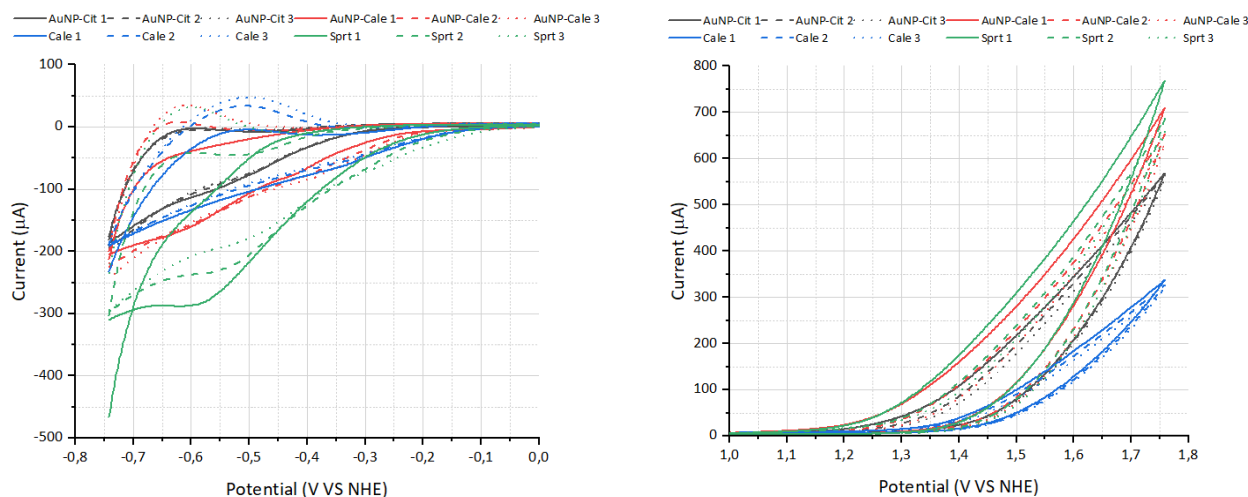 AuNP-Cit 1 AuNP-Cit 2 AuNP-Cit 3 AuNP-Cale 1 AuNP-Cale 2 AuNP-Cale 3
Cale 1 Cale 2 Cale 3 Sprt 1 Sprt 2 Sprt 3
100
0
-100
-200
-300
-400
-500
Current (µA)
-0,8 -0,7 -0,6 -0,5 -0,4 -0,3 -0,2 -0,1 0,0
Potential (V VS NHE)
AuNP-Cit 1 AuNP-Cit 2 AuNP-Cit 3 AuNP-Cale 1 AuNP-Cale 2 AuNP-Cale 3
Cale 1 Cale 2 Cale 3 Sprt 1 Sprt 2 Sprt 3
800
700
600
500
400
300
200
100
0
Current (µA)
1,0 1,1 1,2 1,3 1,4 1,5 1,6 1,7 1,8
Potential (V VS NHE)